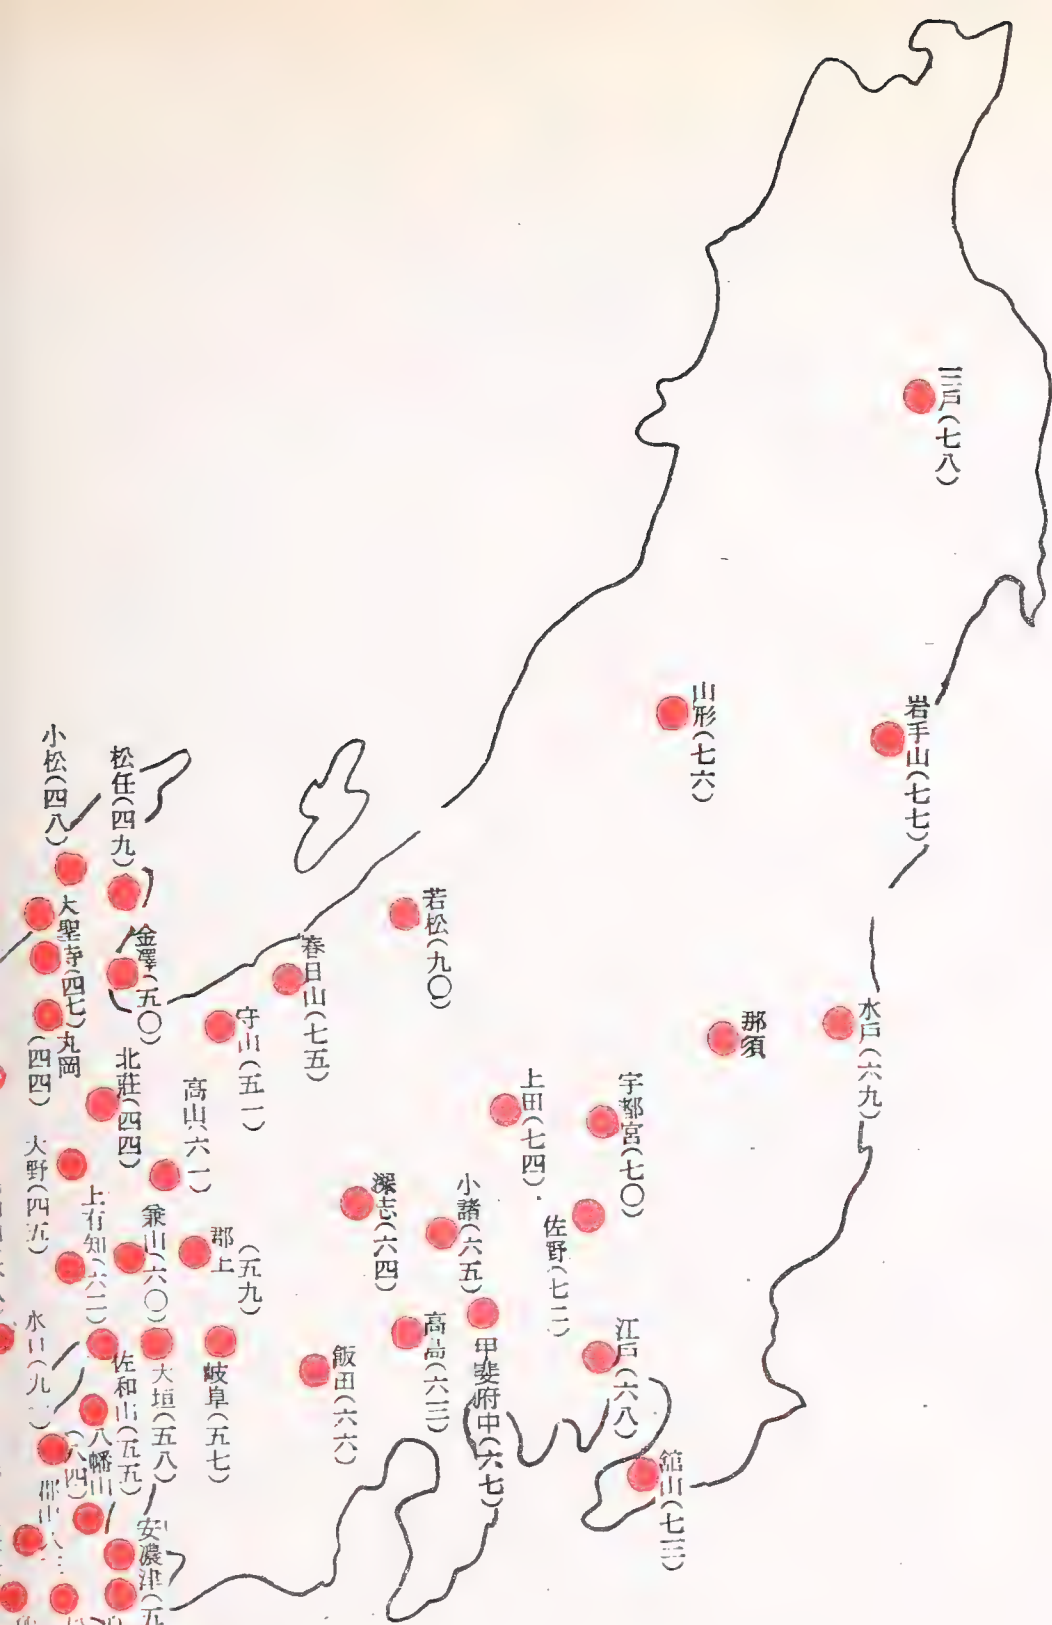 三戸(七八)
岩手山(七七)
山形(七六)
水戸(六九)
那須
若松(九〇)
宇都宮(七〇)
上田(七四)
佐野(七二)
江戸(六八)
舘山(七三)
小諸(六五)
甲斐府中(六七)
高島(六三)
深志(六四)
飯田(六六)
春日山(七五)
守山(五一)
(五九)
郡上
岐阜(五七)
高山(六一)
兼山(六〇)
大垣(五八)
金澤(五〇)
松任(四九)
北莊(四四)
佐和山(五五)
安濃津(五
上有知(六二)
八幡山
小松(四八)
大聖寺(四七)
丸岡
(四四)
大野(四五)